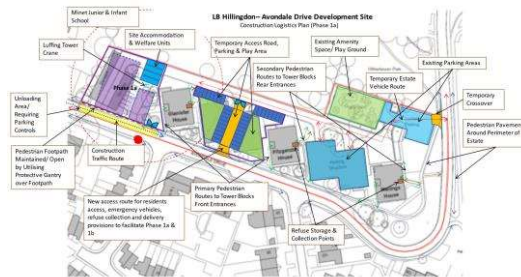 LB Hillingdon– Avondale Drive Development Site
Construction Logistics Plan (Phase 1a)
Minet Junior & Infant
School
Luffing Tower
Crane
Site Accommodation
& Welfare Units
Temporary Access Road,
Parking & Play Area
Secondary Pedestrian
Routes to Tower Blocks
Rear Entrances
Existing Amenity
Space/ Play Ground
Existing Parking Areas
Temporary Estate
Vehicle Route
Temporary
Crossover
Pedestrian Pavement
Around Perimeter of
Estate
Phase 1a
House
House
House
Unloading
Area/
Requiring
Parking
Controls
Pedestrian Footpath
Maintained/ Open
by Utilising
Protective Gantry
over Footpath
Construction
Traffic Route
New access route for residents
access, emergency vehicles,
refuse collection and delivery
provisions to facilitate Phase 1a &
1b
Primary Pedestrian
Routes to Tower Blocks
Front Entrances
Refuse Storage &
Collection Points